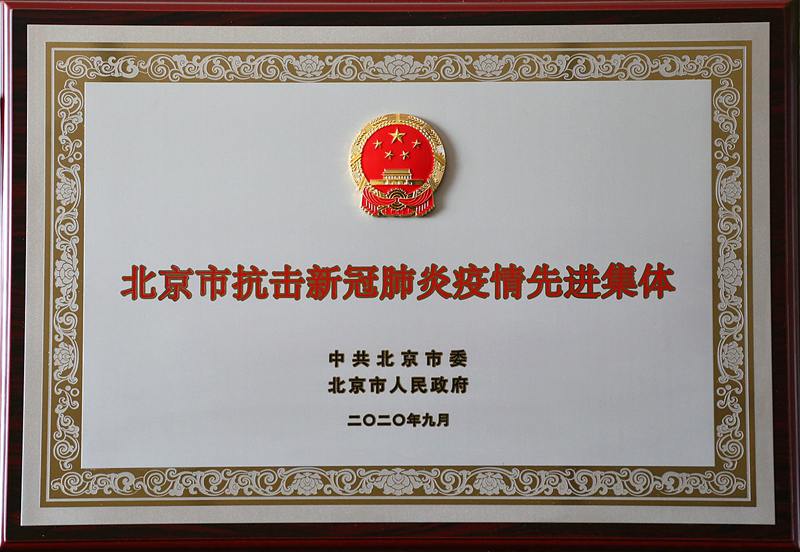 北京市抗击新冠肺炎疫情先进集体
中共北京市委
北京市人民政府
二〇二〇年九月